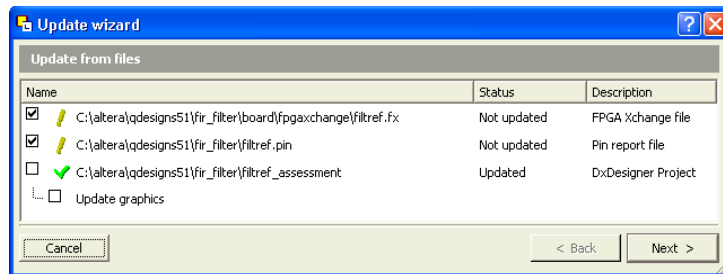 Update wizard
Update from files
Name Status Description
C:\altera\qdesigns51\fir_filter\board\fpgaxchange\filtref.fx Not updated FPGA Xchange file
C:\altera\qdesigns51\fir_filter\filtref.pin Not updated Pin report file
C:\altera\qdesigns51\fir_filter\filtref_assessment Updated DxDesigner Project
Update graphics
Cancel < Back Next >